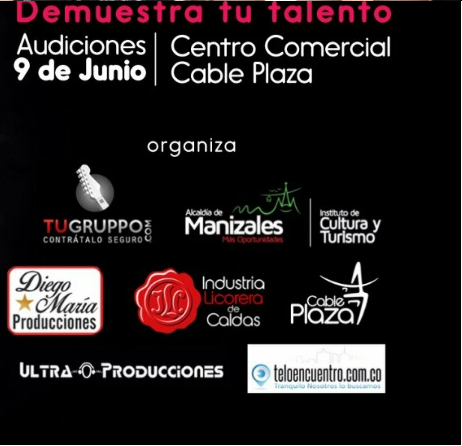 Demuestra tu talento
Audiciones
9 de Junio
Centro Comercial
Cable Plaza
organiza
TUGRUPPO.COM
CONTRÁTALO SEGURO
Alcaldía de
Manizales
Más Oportunidades
Instituto de
Cultura y
Turismo
Diego
María
Producciones
ILC
Industria
Licorera
de
Caldas
Cable
Plaza
ULTRA PRODUCCIONES
teloencuentro.com.co
Tranquilo Nosotros lo buscamos